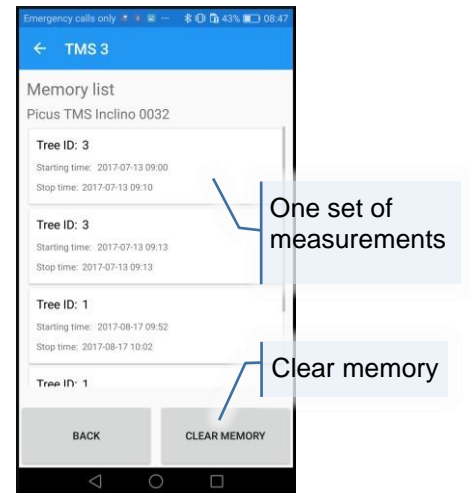 Emergency calls only ... 43% 08:47
TMS 3
Memory list
Picus TMS Inclino 0032
Tree ID: 3
Starting time: 2017-07-13 09:00
Stop time: 2017-07-13 09:10
One set of
measurements
Tree ID: 3
Starting time: 2017-07-13 09:13
Stop time: 2017-07-13 09:13
Tree ID: 1
Starting time: 2017-08-17 09:52
Stop time: 2017-08-17 10:02
Clear memory
Tree ID: 1
BACK
CLEAR MEMORY